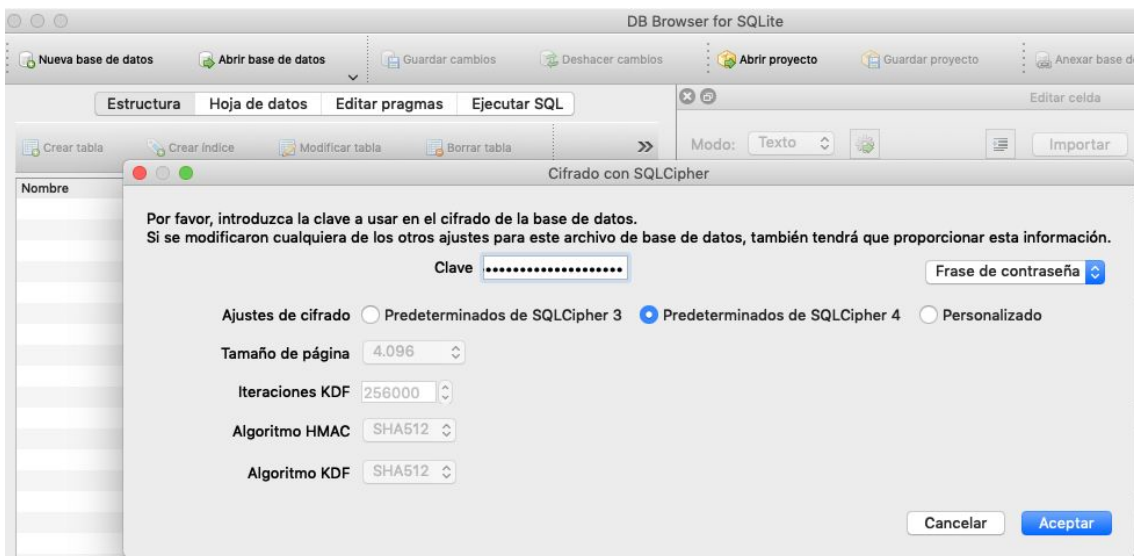 DB Browser for SQLite
Nueva base de datos Abrir base de datos Guardar cambios Deshacer cambios Abrir proyecto Guardar proyecto Anexar base d
Estructura Hoja de datos Editar pragmas Ejecutar SQL Editar celda
Crear tabla Crear índice Modificar tabla Borrar tabla » Modo: Texto Importar
Nombre
Cifrado con SQLCipher
Por favor, introduzca la clave a usar en el cifrado de la base de datos.
Si se modificaron cualquiera de los otros ajustes para este archivo de base de datos, también tendrá que proporcionar esta información.
Clave •••••••••••••••••••• Frase de contraseña
Ajustes de cifrado Predeterminados de SQLCipher 3 Predeterminados de SQLCipher 4 Personalizado
Tamaño de página 4.096
Iteraciones KDF 256000
Algoritmo HMAC SHA512
Algoritmo KDF SHA512
Cancelar Aceptar